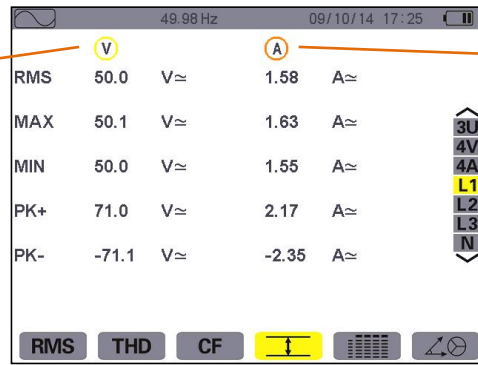 49.98 Hz 09/10/14 17:25
V A
RMS 50.0 V≃ 1.58 A≃
MAX 50.1 V≃ 1.63 A≃
MIN 50.0 V≃ 1.55 A≃
PK+ 71.0 V≃ 2.17 A≃
PK- -71.1 V≃ -2.35 A≃
3U
4V
4A
L1
L2
L3
N
RMS THD CF